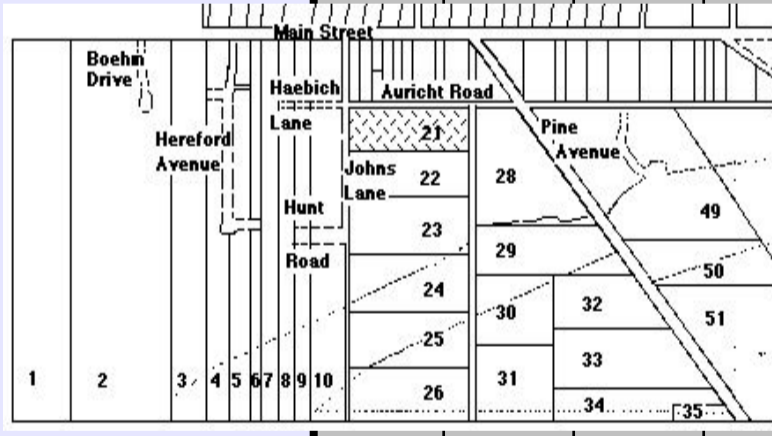 Main Street
Boehm
Drive
Haebich
Auricht Road
Lane
21
Pine
Hereford
Avenue
Avenue
Johns
Lane
22
28
Hunt
49
23
29
Road
50
24
30
32
51
25
33
1
2
3
4
5
6
7
8
9
10
26
31
34
35